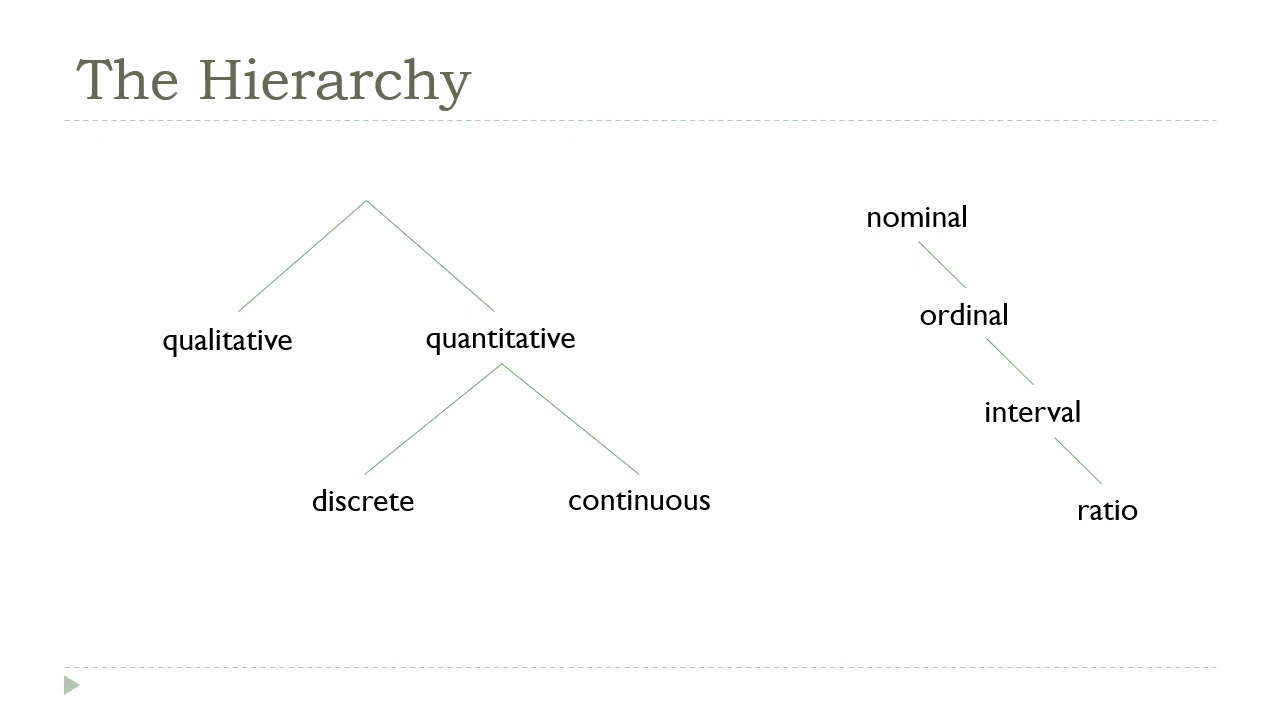 The Hierarchy
qualitative
quantitative
discrete
continuous
nominal
ordinal
interval
ratio